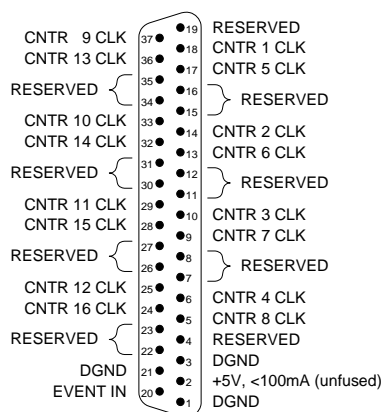 19 RESERVED
CNTR 9 CLK 37 18 CNTR 1 CLK
CNTR 13 CLK 36 17 CNTR 5 CLK
RESERVED 35 34 16 15 RESERVED
CNTR 10 CLK 33 14 CNTR 2 CLK
CNTR 14 CLK 32 13 CNTR 6 CLK
RESERVED 31 30 12 11 RESERVED
CNTR 11 CLK 29 10 CNTR 3 CLK
CNTR 15 CLK 28 9 CNTR 7 CLK
RESERVED 27 26 8 7 RESERVED
CNTR 12 CLK 25 6 CNTR 4 CLK
CNTR 16 CLK 24 5 CNTR 8 CLK
RESERVED 23 22 4 RESERVED
3 DGND
DGND 21 2 +5V, <100mA (unfused)
EVENT IN 20 1 DGND